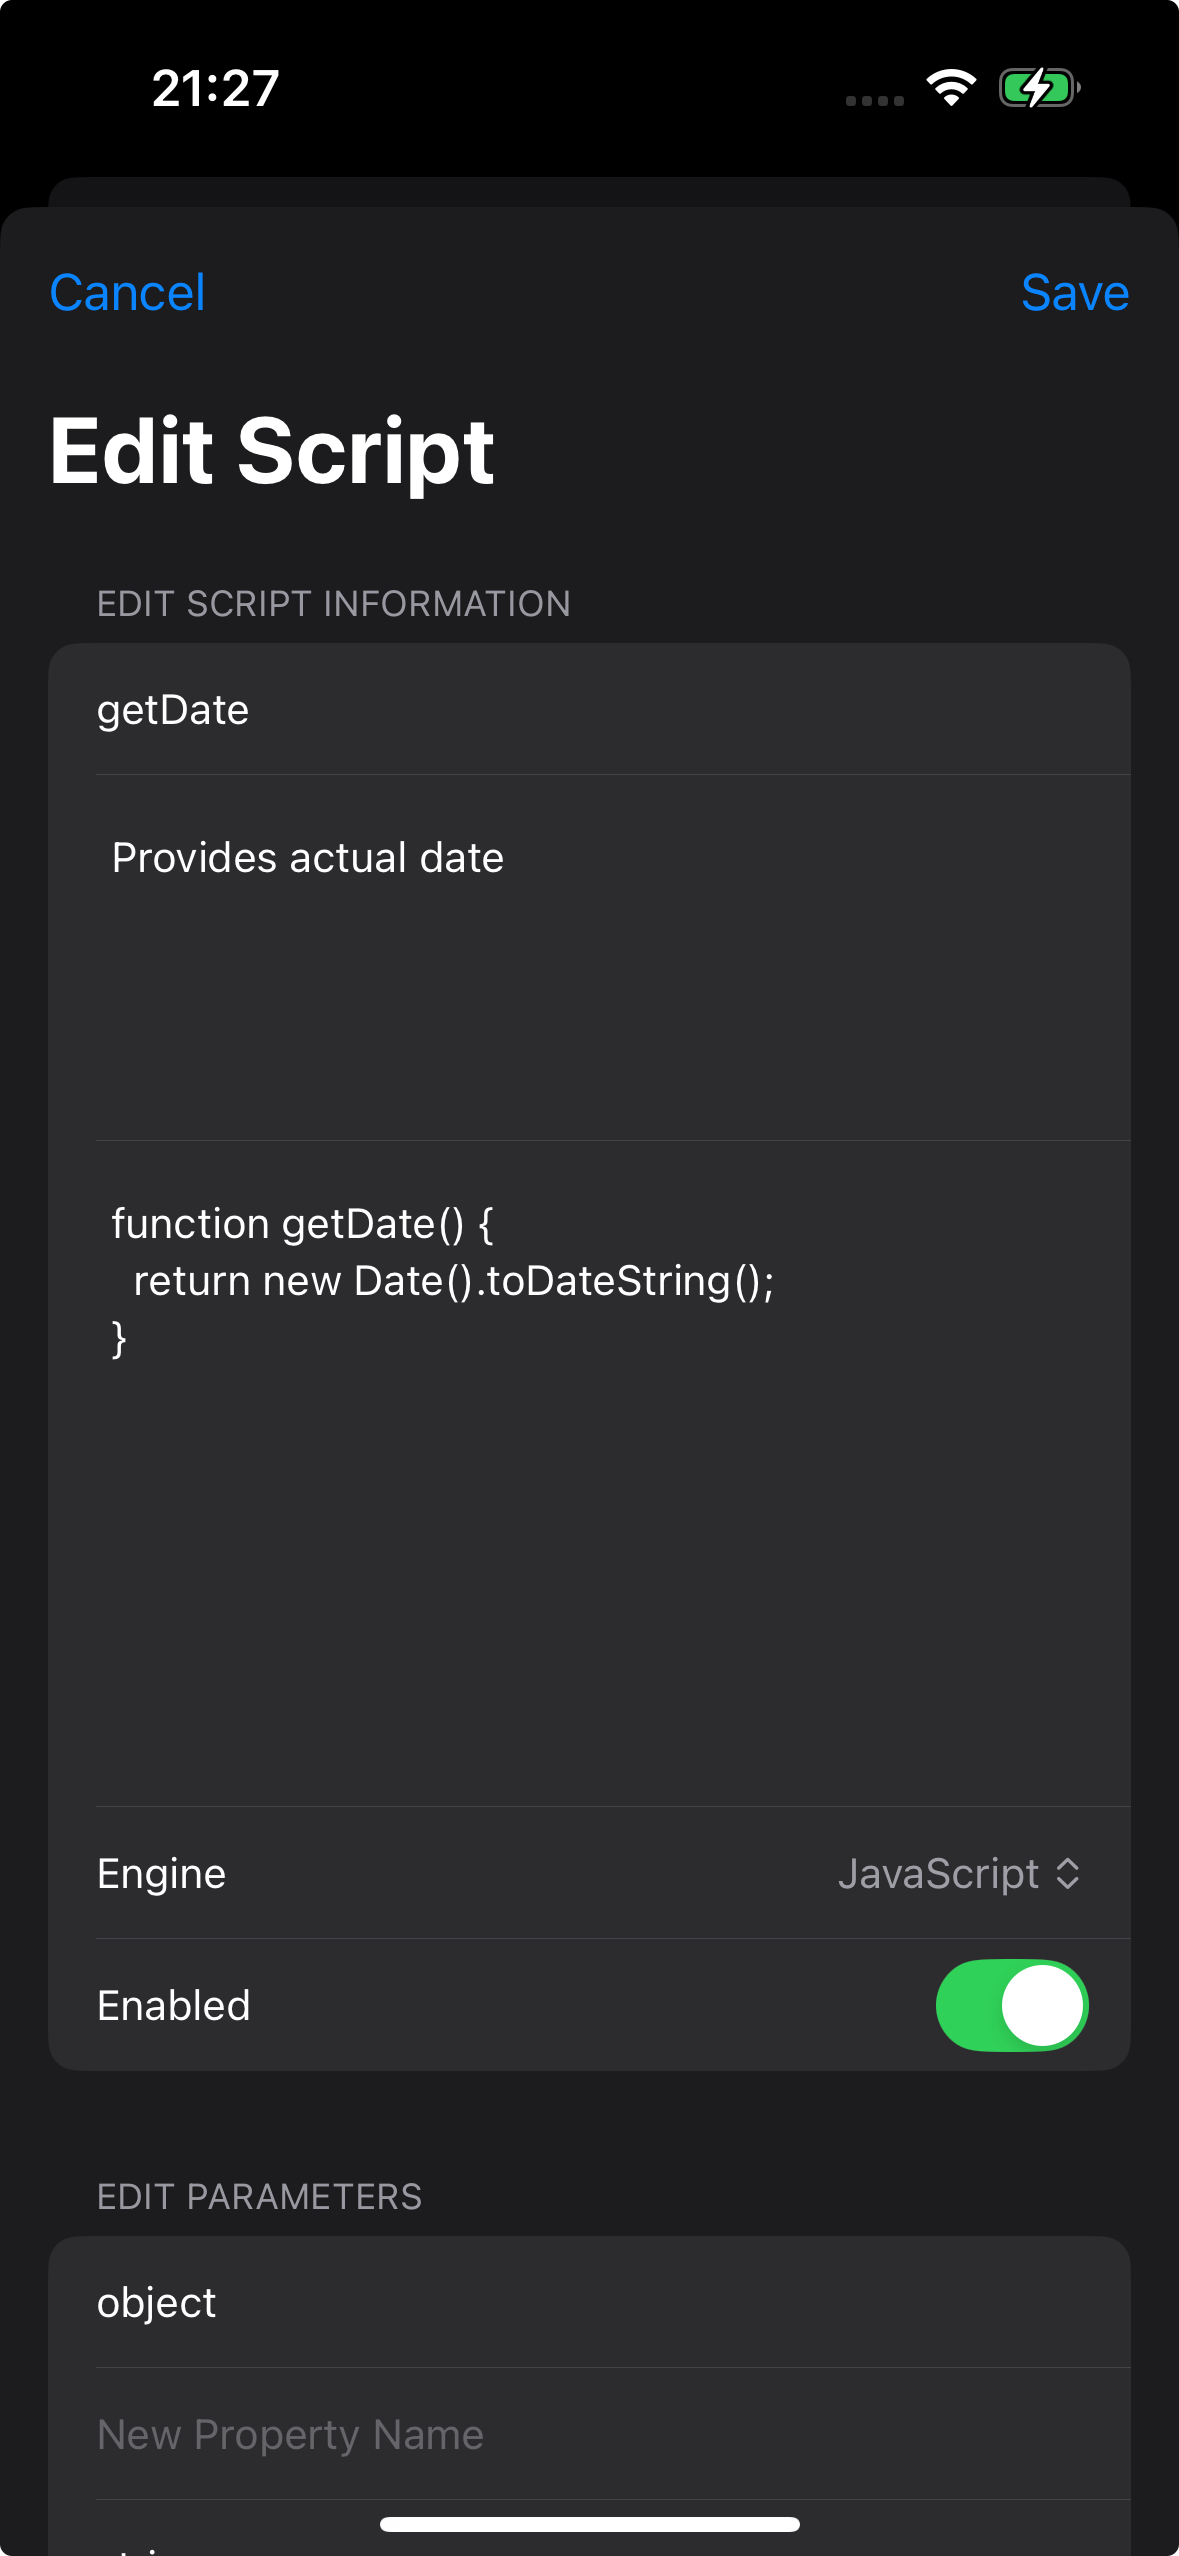 21:27
Cancel
Save
Edit Script
EDIT SCRIPT INFORMATION
getDate
Provides actual date
function getDate() {
  return new Date().toDateString();
}
Engine
JavaScript
Enabled
EDIT PARAMETERS
object
New Property Name